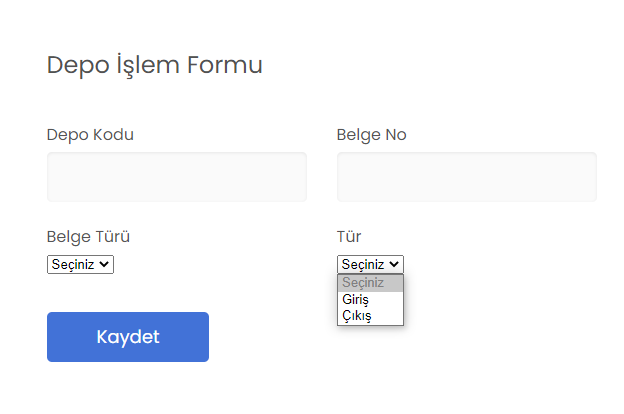 Depo İşlem Formu
Depo Kodu
Belge No
Belge Türü
Tür
Seçiniz
Seçiniz
Seçiniz
Giriş
Çıkış
Kaydet